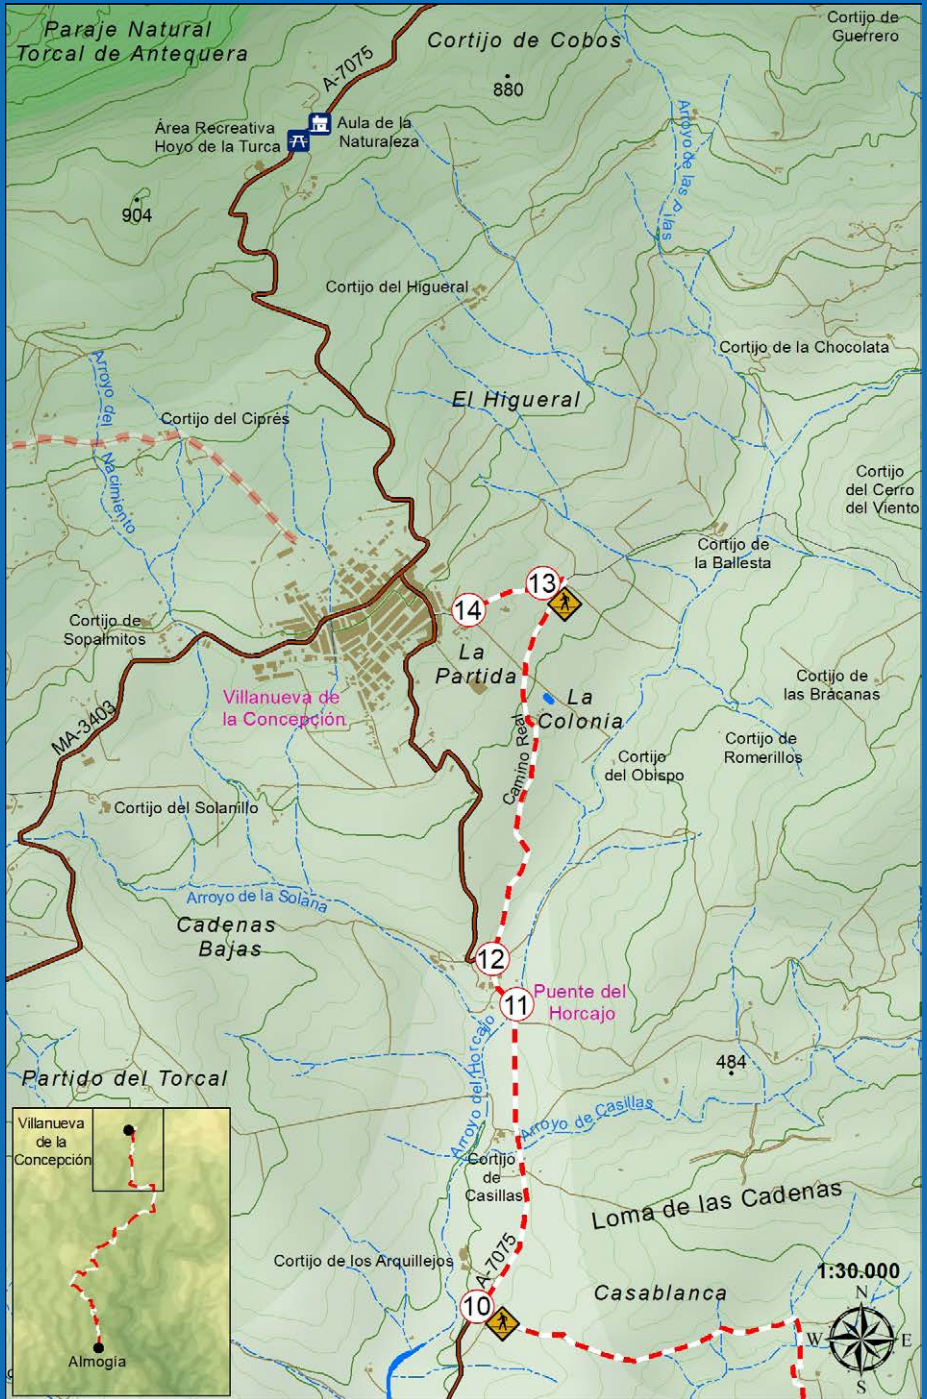 Paraje Natural
Torcal de Antequera
A-7075
Cortijo de Cobos
Cortijo de
Guerrero
880
Área Recreativa
Hoyo de la Turca
Aula de la
Naturaleza
Arroyo de las Pilas
904
Cortijo del Higueral
Cortijo de la Chocolata
Arroyo del Nacimiento
El Higueral
Cortijo del Ciprés
Cortijo
del Cerro
del Viento
Cortijo de
la Ballesta
13
14
Cortijo de
Sopalmitos
La
Partida
Villanueva de
la Concepción
Cortijo de
las Brácanas
La
Colonia
MA-3403
Camino Real
Cortijo
del Obispo
Cortijo de
Romerillos
Cortijo del Solanillo
Arroyo de la Solana
Cadenas
Bajas
12
11
Puente del
Horcajo
Arroyo del Horcajo
484
Partido del Torcal
Arroyo de Casillas
Villanueva
de la
Concepción
Cortijo
de
Casillas
Loma de las Cadenas
Cortijo de los Arquillejos
A-7075
10
Casablanca
1:30.000
N
W
E
S
Almogía